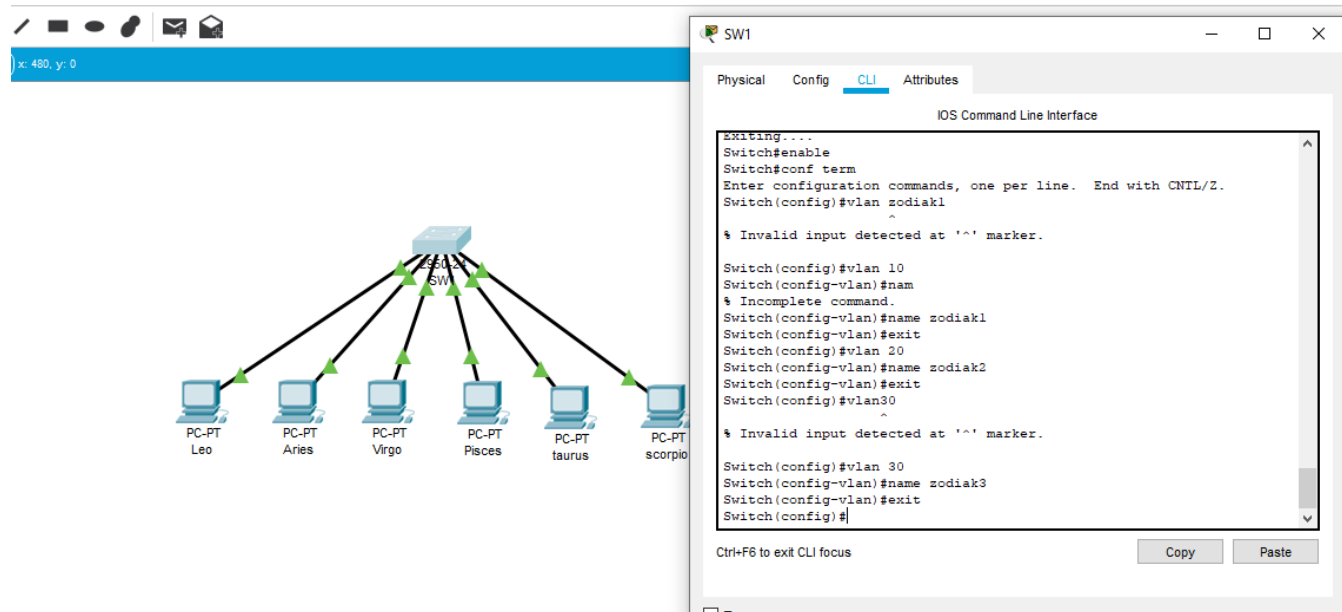 x: 480, y: 0
2950-24
SW1
PC-PT
Leo
PC-PT
Aries
PC-PT
Virgo
PC-PT
Pisces
PC-PT
taurus
PC-PT
scorpio
SW1
Physical Config CLI Attributes
IOS Command Line Interface
Exiting....
Switch#enable
Switch#conf term
Enter configuration commands, one per line. End with CNTL/Z.
Switch(config)#vlan zodiak1
^
% Invalid input detected at '^' marker.
Switch(config)#vlan 10
Switch(config-vlan)#nam
% Incomplete command.
Switch(config-vlan)#name zodiak1
Switch(config-vlan)#exit
Switch(config)#vlan 20
Switch(config-vlan)#name zodiak2
Switch(config-vlan)#exit
Switch(config)#vlan30
^
% Invalid input detected at '^' marker.
Switch(config)#vlan 30
Switch(config-vlan)#name zodiak3
Switch(config-vlan)#exit
Switch(config)#
Ctrl+F6 to exit CLI focus
Copy Paste